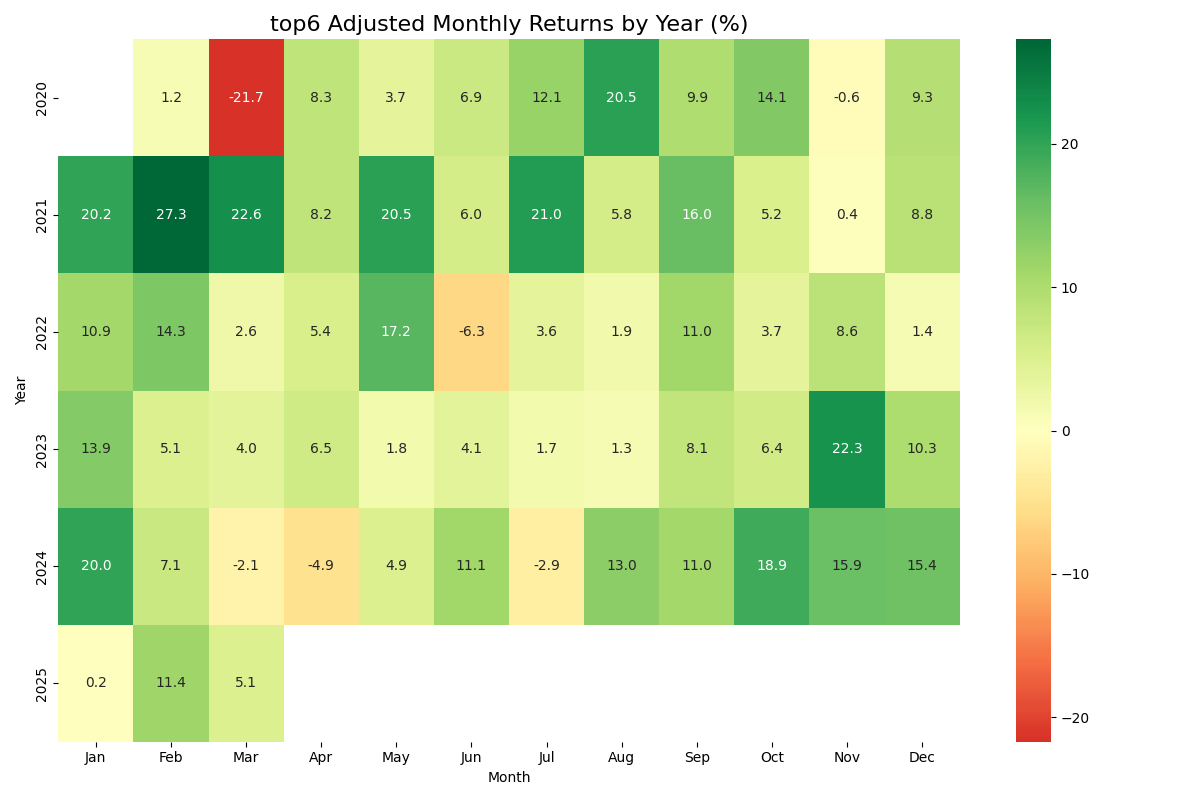 top6 Adjusted Monthly Returns by Year (%)
2020 1.2 -21.7 8.3 3.7 6.9 12.1 20.5 9.9 14.1 -0.6 9.3
2021 20.2 27.3 22.6 8.2 20.5 6.0 21.0 5.8 16.0 5.2 0.4 8.8
2022 10.9 14.3 2.6 5.4 17.2 -6.3 3.6 1.9 11.0 3.7 8.6 1.4
2023 13.9 5.1 4.0 6.5 1.8 4.1 1.7 1.3 8.1 6.4 22.3 10.3
2024 20.0 7.1 -2.1 -4.9 4.9 11.1 -2.9 13.0 11.0 18.9 15.9 15.4
2025 0.2 11.4 5.1
Year
Jan Feb Mar Apr May Jun Jul Aug Sep Oct Nov Dec
Month
20
10
0
−10
−20